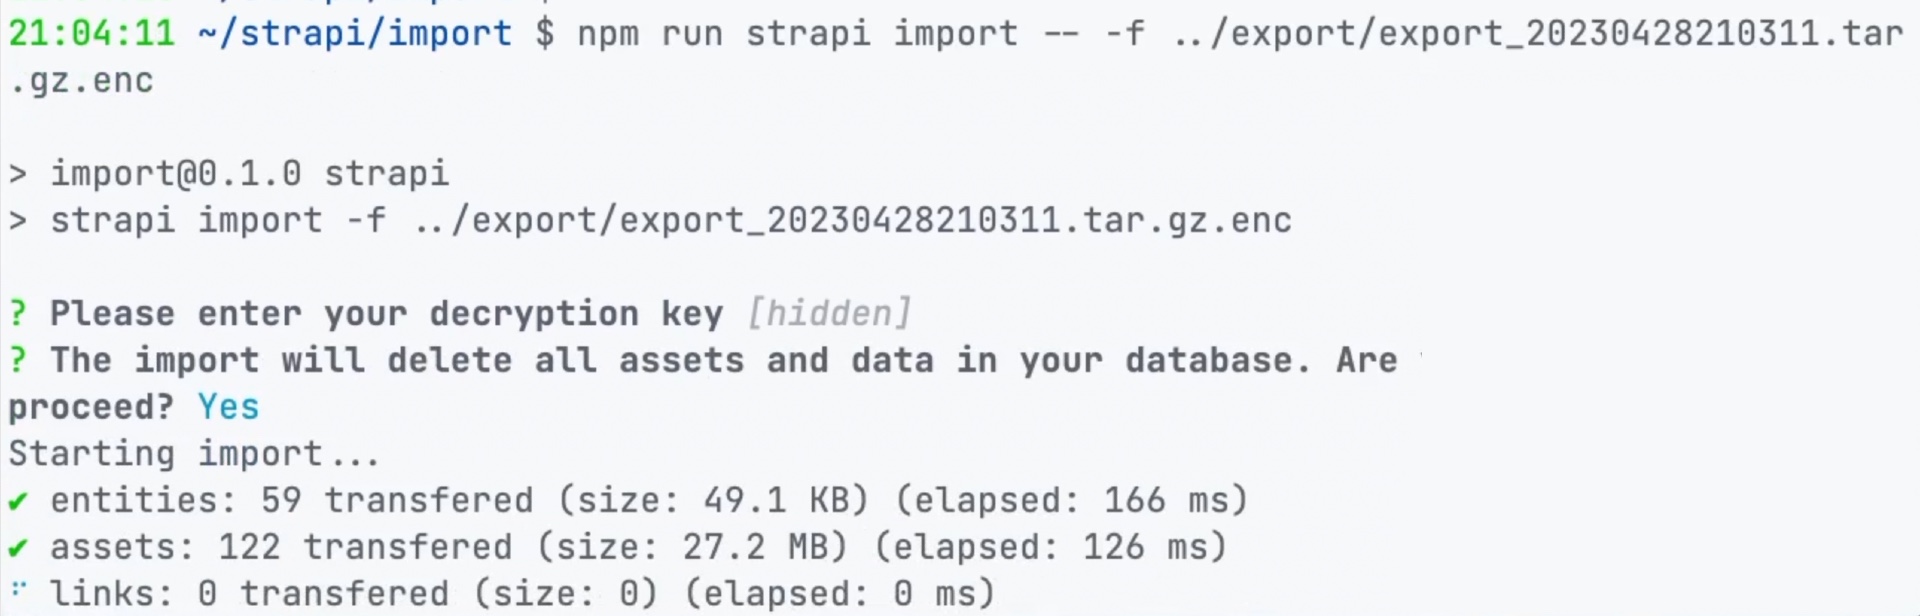 21:04:11 ~/strapi/import $ npm run strapi import -- -f ../export/export_20230428210311.tar
.gz.enc
> import@0.1.0 strapi
> strapi import -f ../export/export_20230428210311.tar.gz.enc
? Please enter your decryption key [hidden]
? The import will delete all assets and data in your database. Are
proceed? Yes
Starting import...
✔ entities: 59 transfered (size: 49.1 KB) (elapsed: 166 ms)
✔ assets: 122 transfered (size: 27.2 MB) (elapsed: 126 ms)
⠋ links: 0 transfered (size: 0) (elapsed: 0 ms)